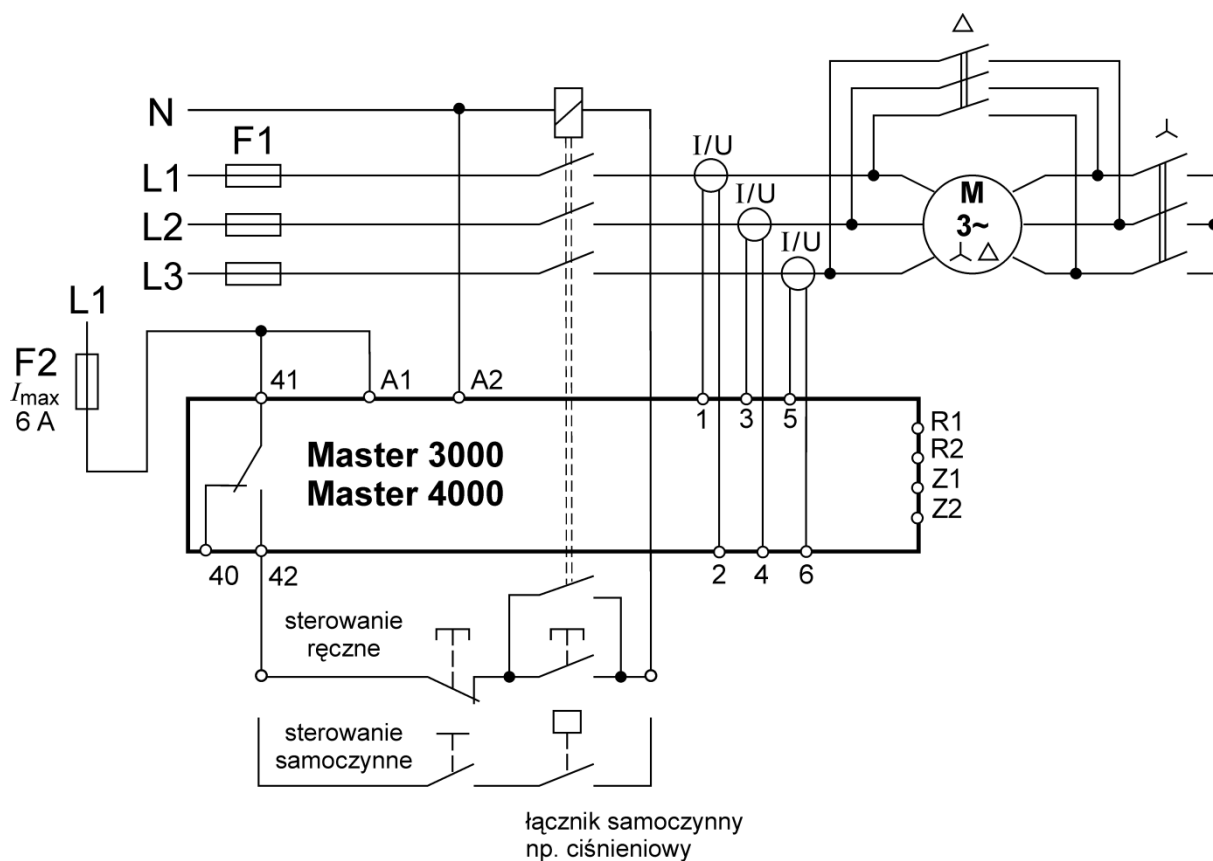 △
N
F1
I/U
L1
I/U
L2
I/U
L3
M
3~
△
L1
F2
Imax
6 A
41
A1
A2
1
3
5
R1
R2
Z1
Z2
Master 3000
Master 4000
40
42
2
4
6
sterowanie
ręczne
sterowanie
samoczynne
łącznik samoczynny
np. ciśnieniowy